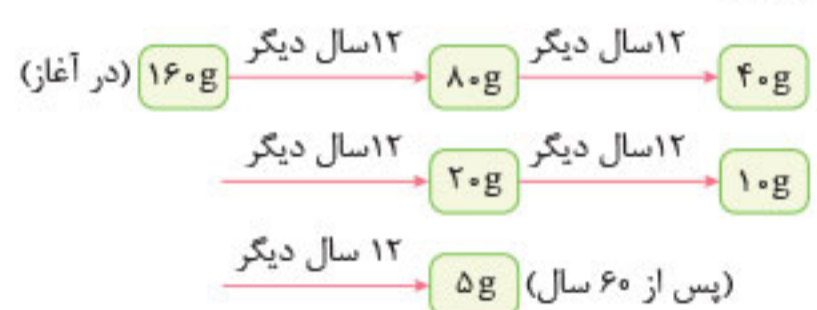 ۱۲سال دیگر ۱۲سال دیگر
(در آغاز) ۱۶۰g ۸۰g ۴۰g
۱۲سال دیگر ۱۲سال دیگر
۲۰g ۱۰g
۱۲ سال دیگر
۵g (پس از ۶۰ سال)